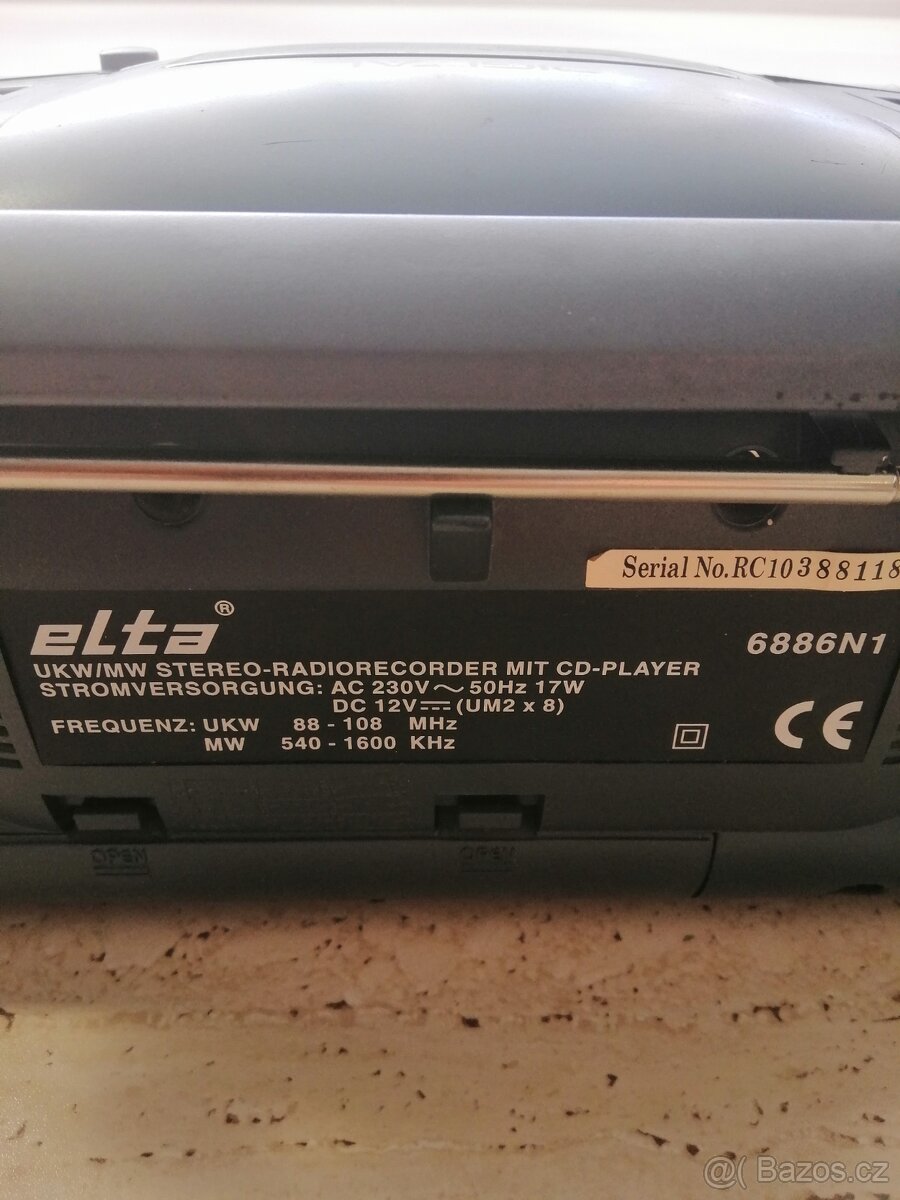 Serial No.RC10388118
elta®
6886N1
UKW/MW STEREO-RADIORECORDER MIT CD-PLAYER
STROMVERSORGUNG: AC 230V ～ 50Hz 17W
DC 12V ⎓ (UM2 x 8)
FREQUENZ: UKW 88 - 108 MHz
MW 540 - 1600 KHz
CE
OPEN OPEN
@( Bazos.cz